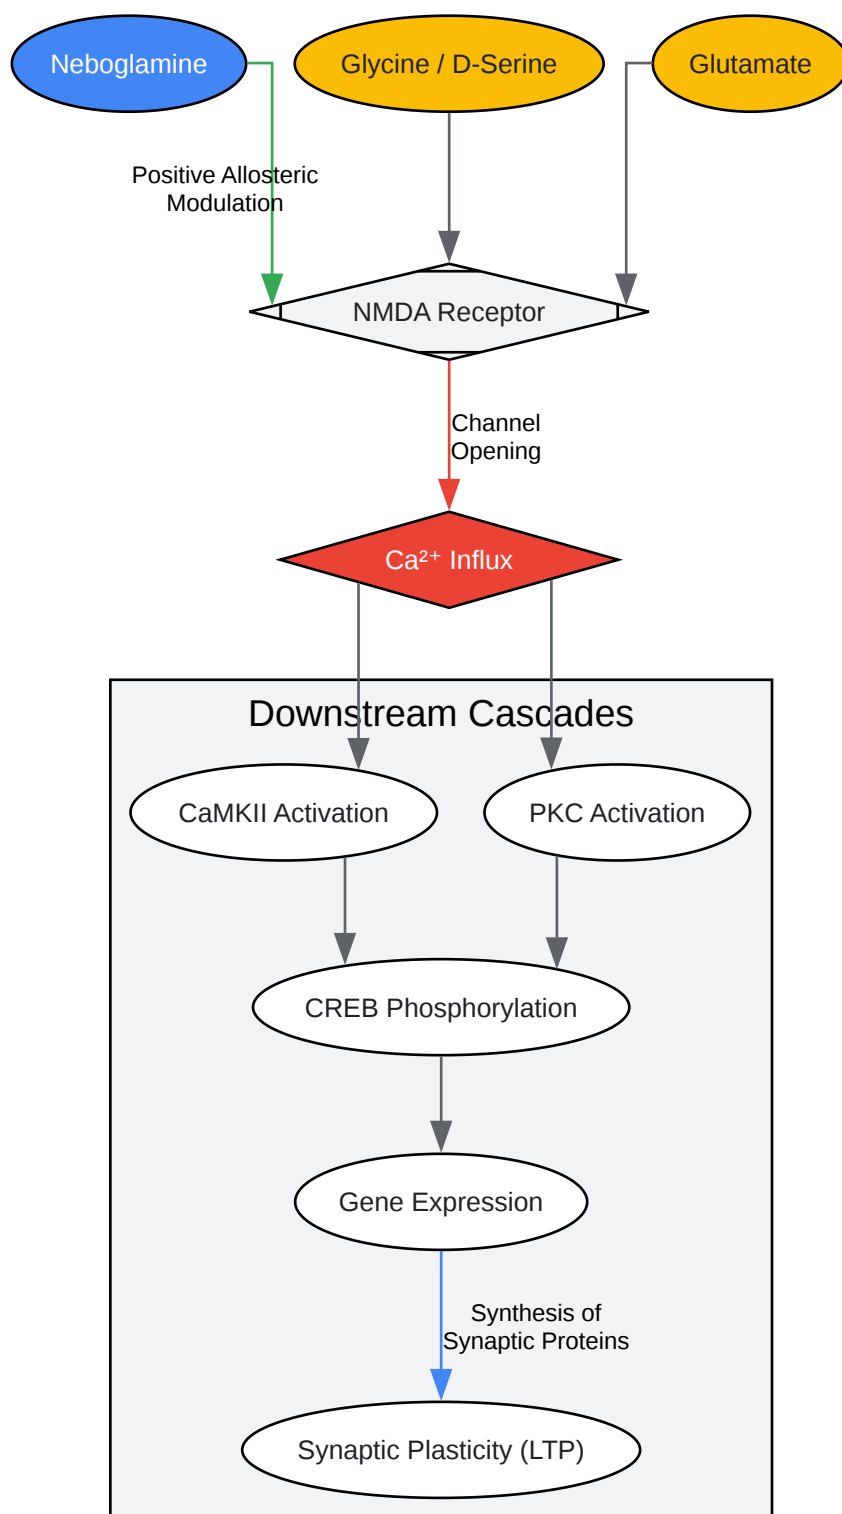 Neboglamine
Glycine / D-Serine
Glutamate
Positive Allosteric
Modulation
NMDA Receptor
Channel
Opening
Ca²⁺ Influx
Downstream Cascades
CaMKII Activation
PKC Activation
CREB Phosphorylation
Gene Expression
Synthesis of
Synaptic Proteins
Synaptic Plasticity (LTP)